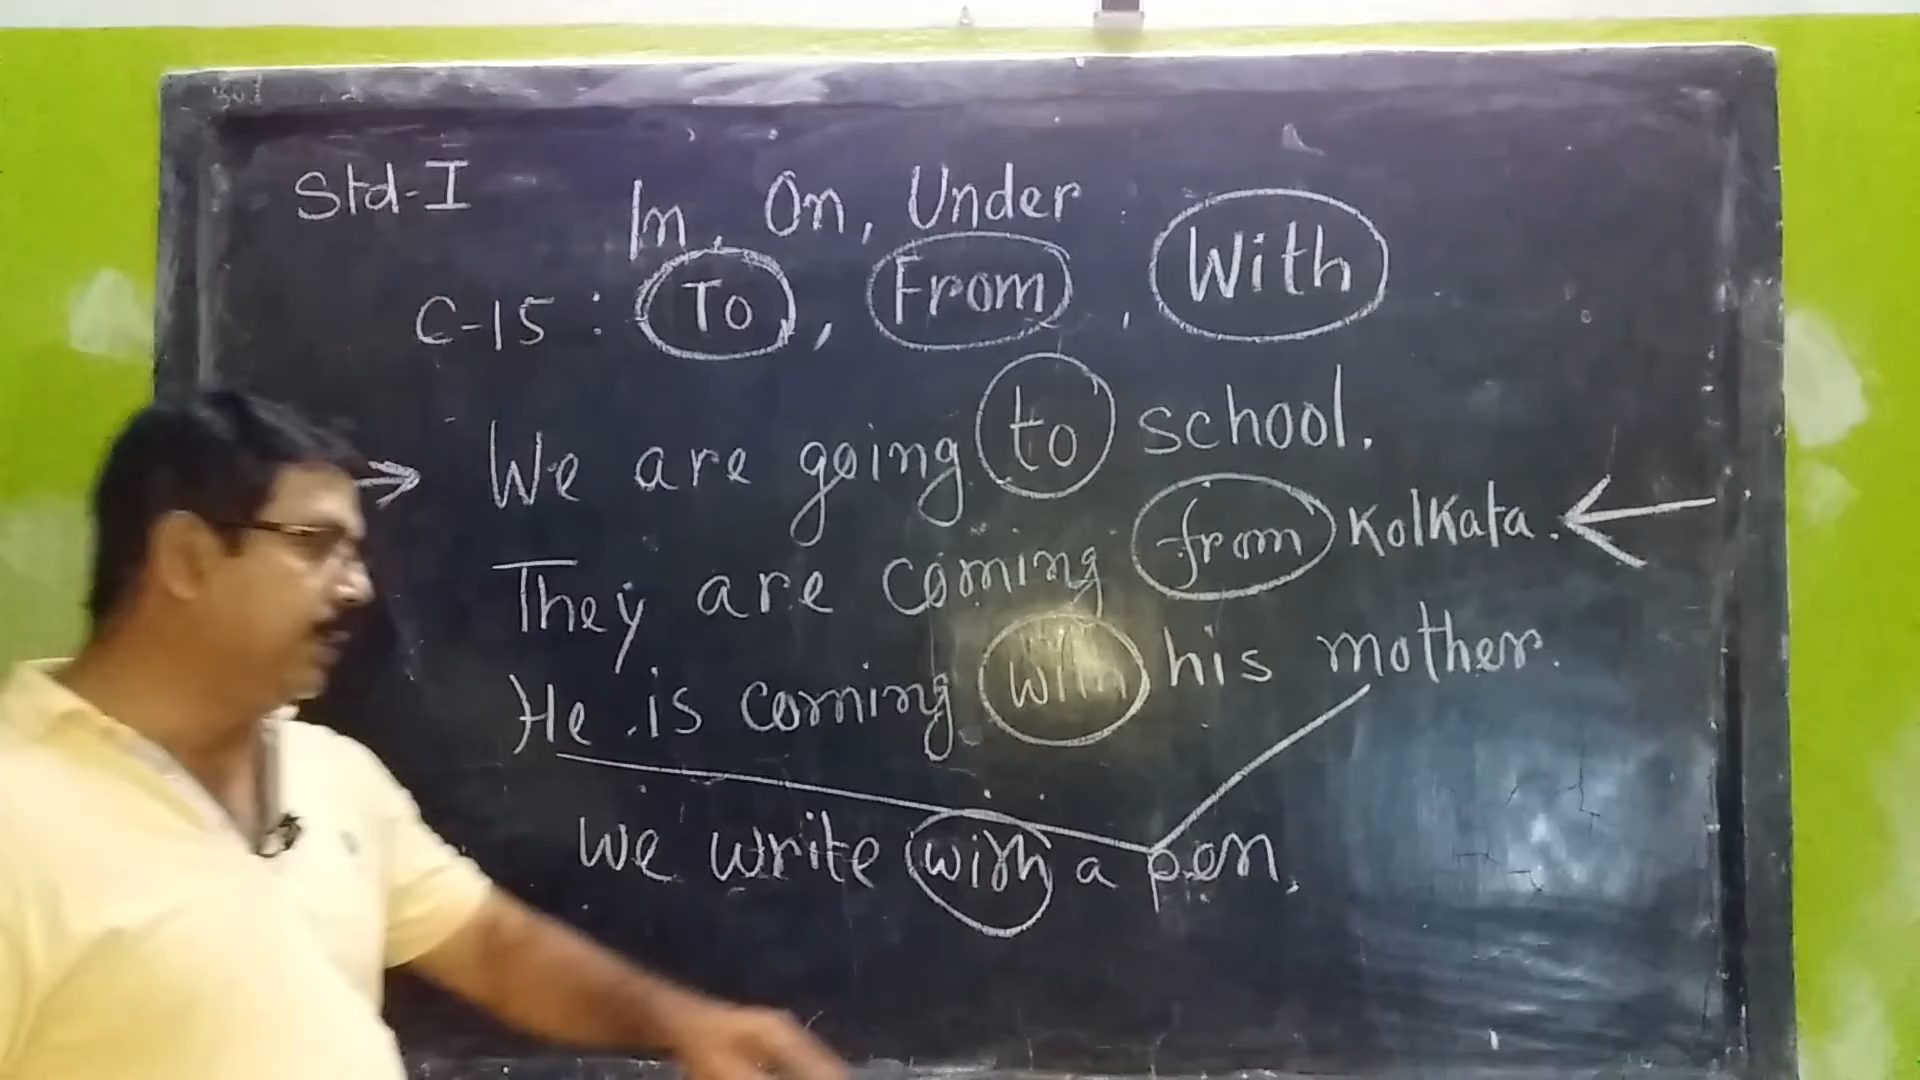 Std-I
In, On, Under
C-15 : To, From, With
We are going to school.
They are coming from Kolkata.
He is coming with his mother.
We write with a pen.